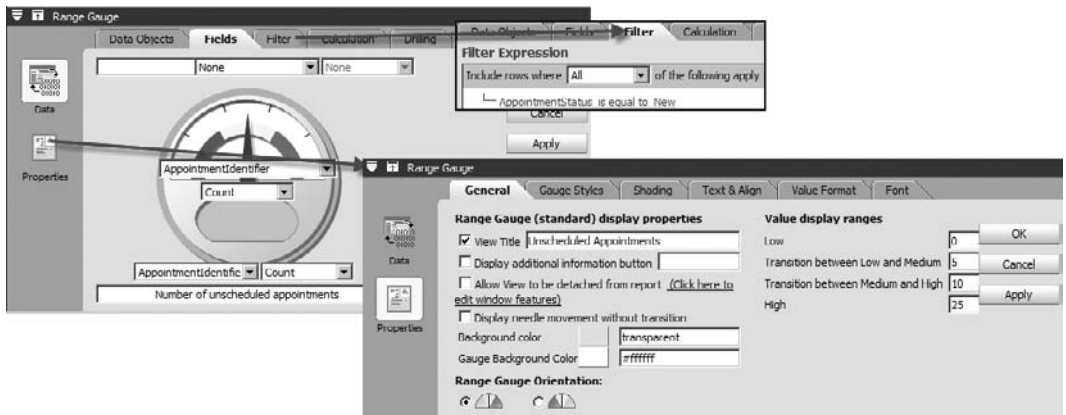 Range Gauge
Data Objects Fields Filter Calculation Drilling
None None
Data
Properties
AppointmentIdentifier
Count
AppointmentIdentific Count
Number of unscheduled appointments
Cancel
Apply
Data Objects Fields Filter Calculation
Filter Expression
Include rows where All of the following apply
AppointmentStatus is equal to New
Range Gauge
General Gauge Styles Shading Text & Align Value Format Font
Data
Properties
Range Gauge (standard) display properties
View Title Unscheduled Appointments
Display additional information button
Allow View to be detached from report (Click here to
edit window features)
Display needle movement without transition
Background color transparent
Gauge Background Color #ffffff
Range Gauge Orientation:
Value display ranges
Low 0
Transition between Low and Medium 5
Transition between Medium and High 10
High 25
OK
Cancel
Apply